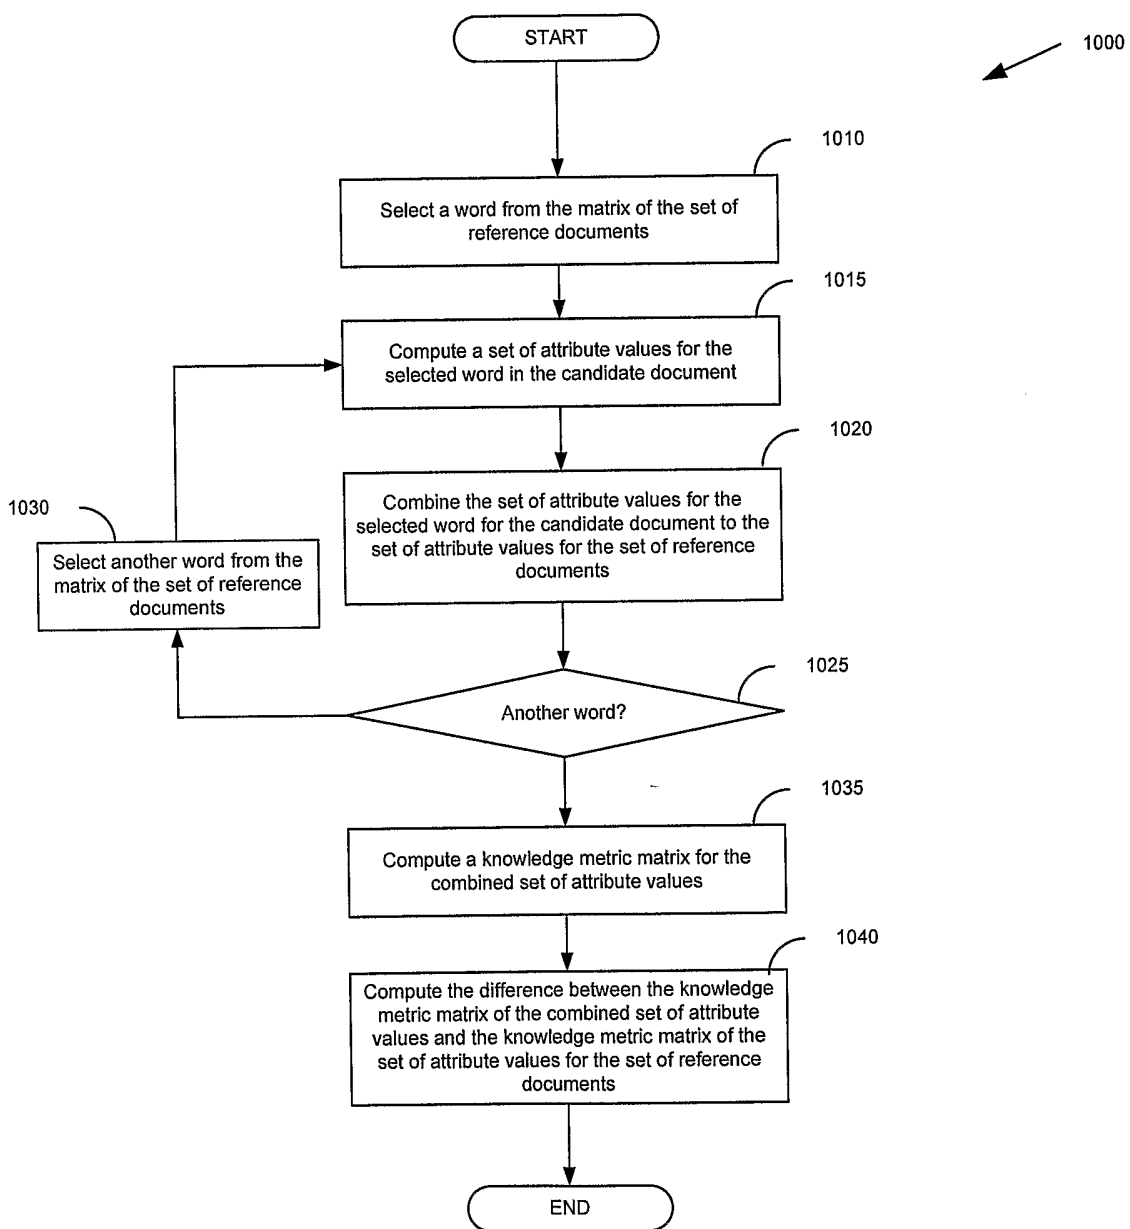 START
1000
1010
Select a word from the matrix of the set of
reference documents
1015
Compute a set of attribute values for the
selected word in the candidate document
1020
Combine the set of attribute values for the
selected word for the candidate document to the
set of attribute values for the set of reference
documents
1030
Select another word from the
matrix of the set of reference
documents
1025
Another word?
1035
Compute a knowledge metric matrix for the
combined set of attribute values
1040
Compute the difference between the knowledge
metric matrix of the combined set of attribute
values and the knowledge metric matrix of the
set of attribute values for the set of reference
documents
END